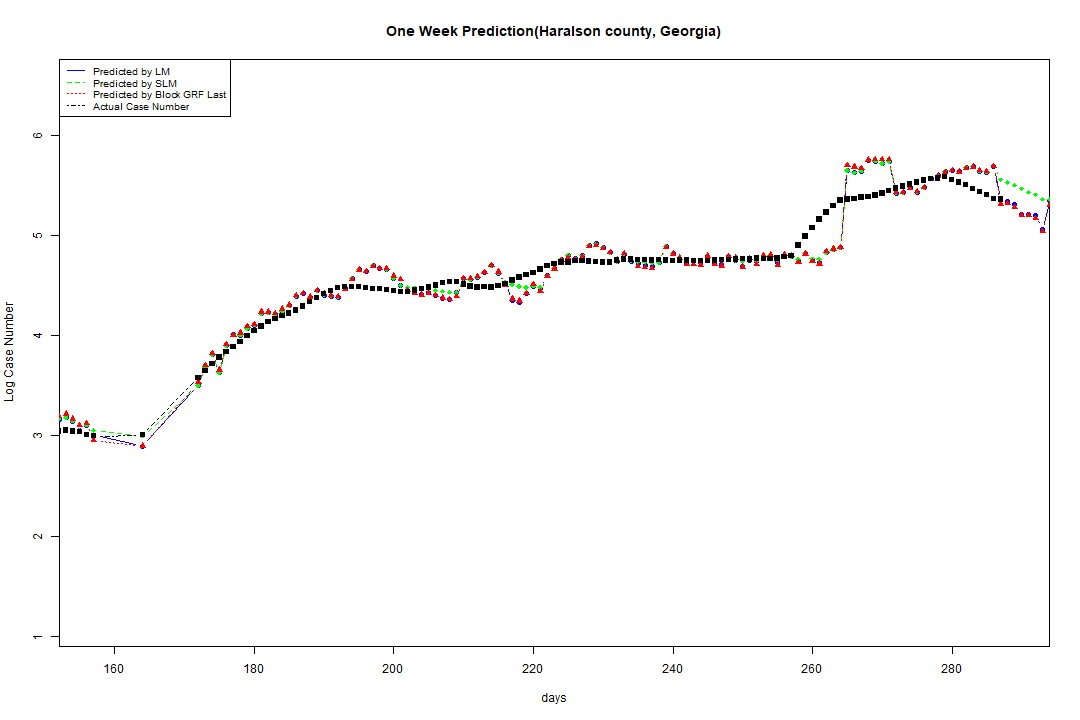 One Week Prediction(Haralson county, Georgia)
Predicted by LM
Predicted by SLM
Predicted by Block GRF Last
Actual Case Number
Log Case Number
6
5
4
3
2
1
160 180 200 220 240 260 280
days